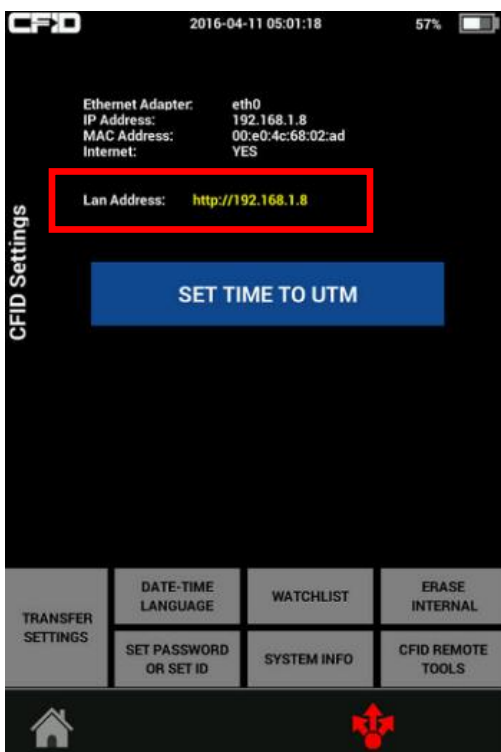 CFID 2016-04-11 05:01:18 57%
Ethernet Adapter: eth0
IP Address: 192.168.1.8
MAC Address: 00:e0:4c:68:02:ad
Internet: YES
Lan Address: http://192.168.1.8
CFID Settings
SET TIME TO UTM
TRANSFER
SETTINGS
DATE-TIME
LANGUAGE
WATCHLIST
ERASE
INTERNAL
SET PASSWORD
OR SET ID
SYSTEM INFO
CFID REMOTE
TOOLS